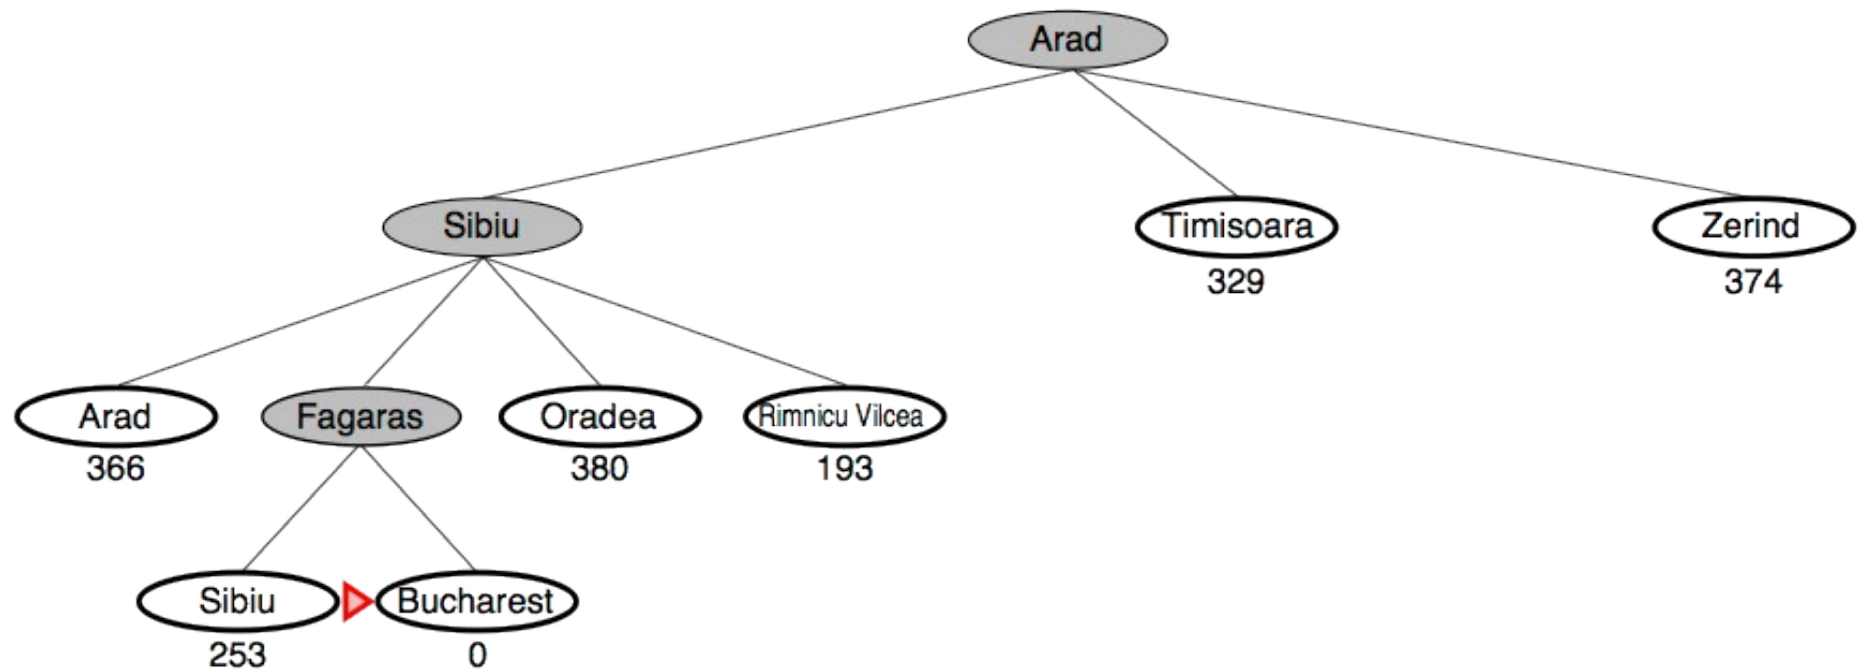 Arad
Sibiu
Timisoara
Zerind
329
374
Arad
Fagaras
Oradea
Rimnicu Vilcea
366
380
193
Sibiu
Bucharest
253
0